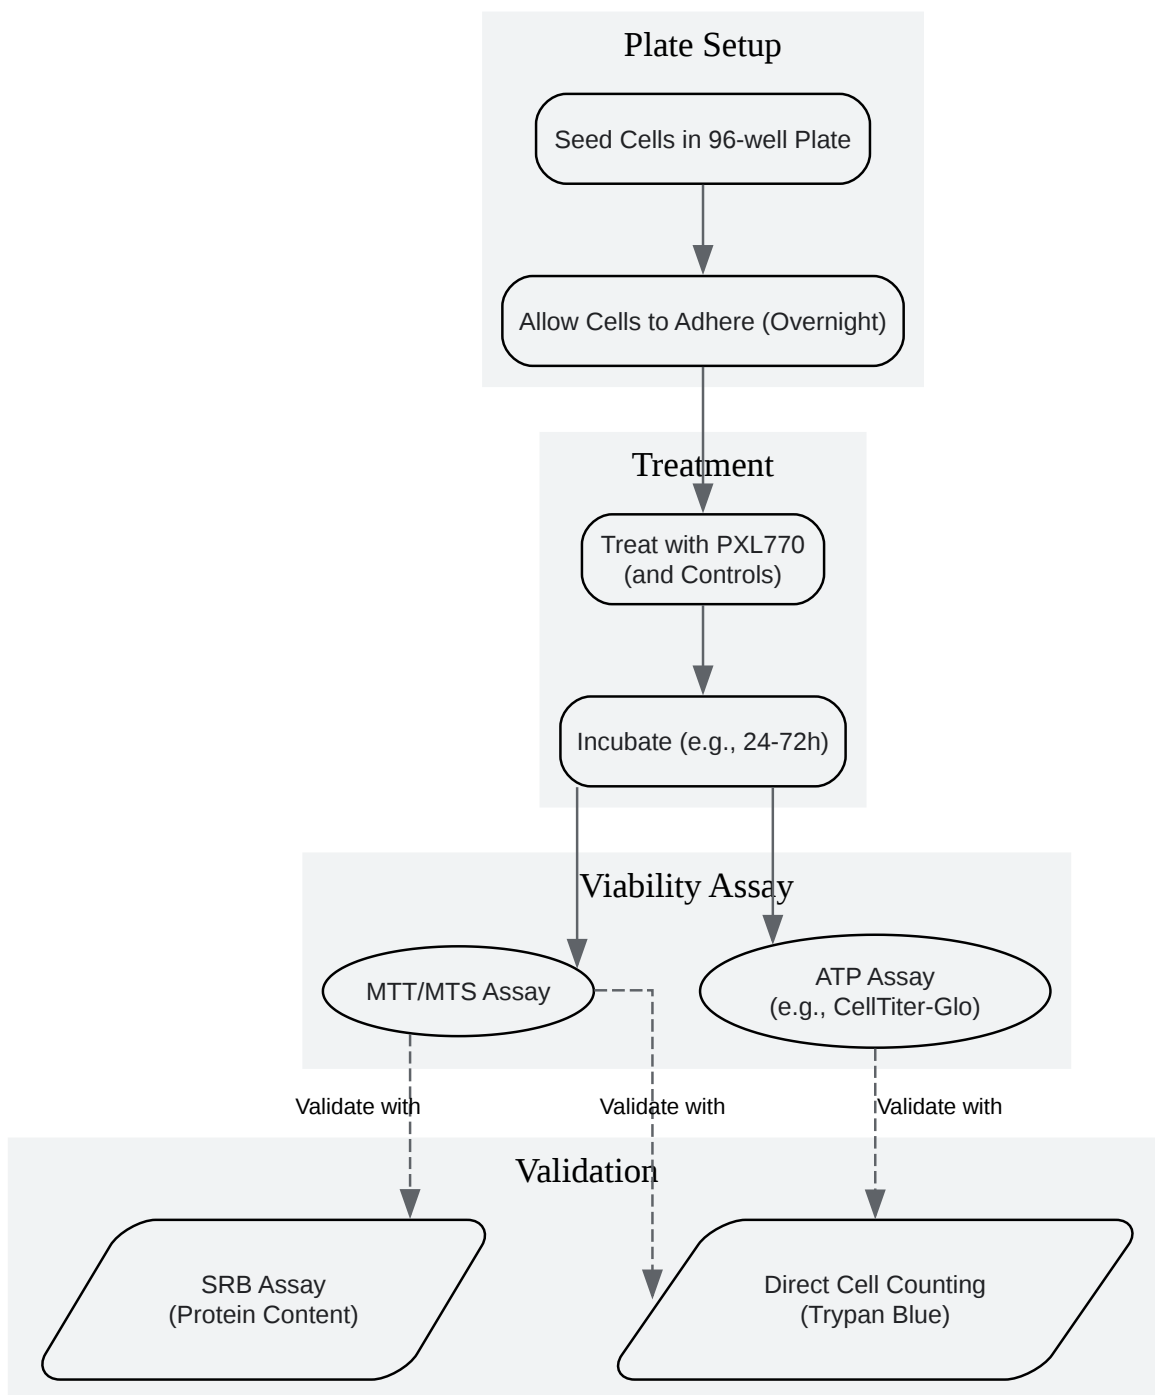 Plate Setup
Seed Cells in 96-well Plate
Allow Cells to Adhere (Overnight)
Treatment
Treat with PXL770
(and Controls)
Incubate (e.g., 24-72h)
Viability Assay
MTT/MTS Assay
ATP Assay
(e.g., CellTiter-Glo)
Validate with
Validate with
Validate with
Validation
SRB Assay
(Protein Content)
Direct Cell Counting
(Trypan Blue)